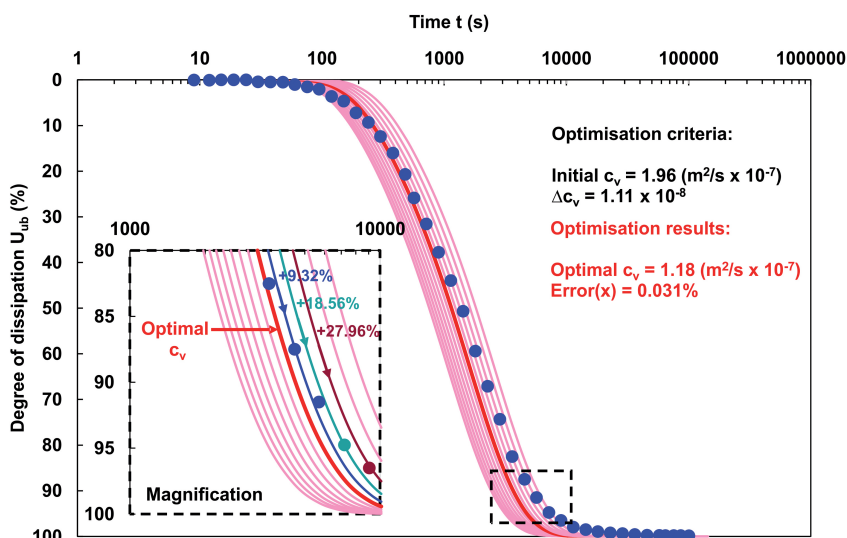 Time t (s)
1 10 100 1000 10000 100000 1000000
Degree of dissipation Uub (%)
0
10
20
30
40
50
60
70
80
90
100
Optimisation criteria:
Initial cv = 1.96 (m²/s x 10⁻⁷)
Δcv = 1.11 x 10⁻⁸
Optimisation results:
Optimal cv = 1.18 (m²/s x 10⁻⁷)
Error(x) = 0.031%
1000 10000
80
85
90
95
100
+9.32%
+18.56%
+27.96%
Optimal
cv
Magnification